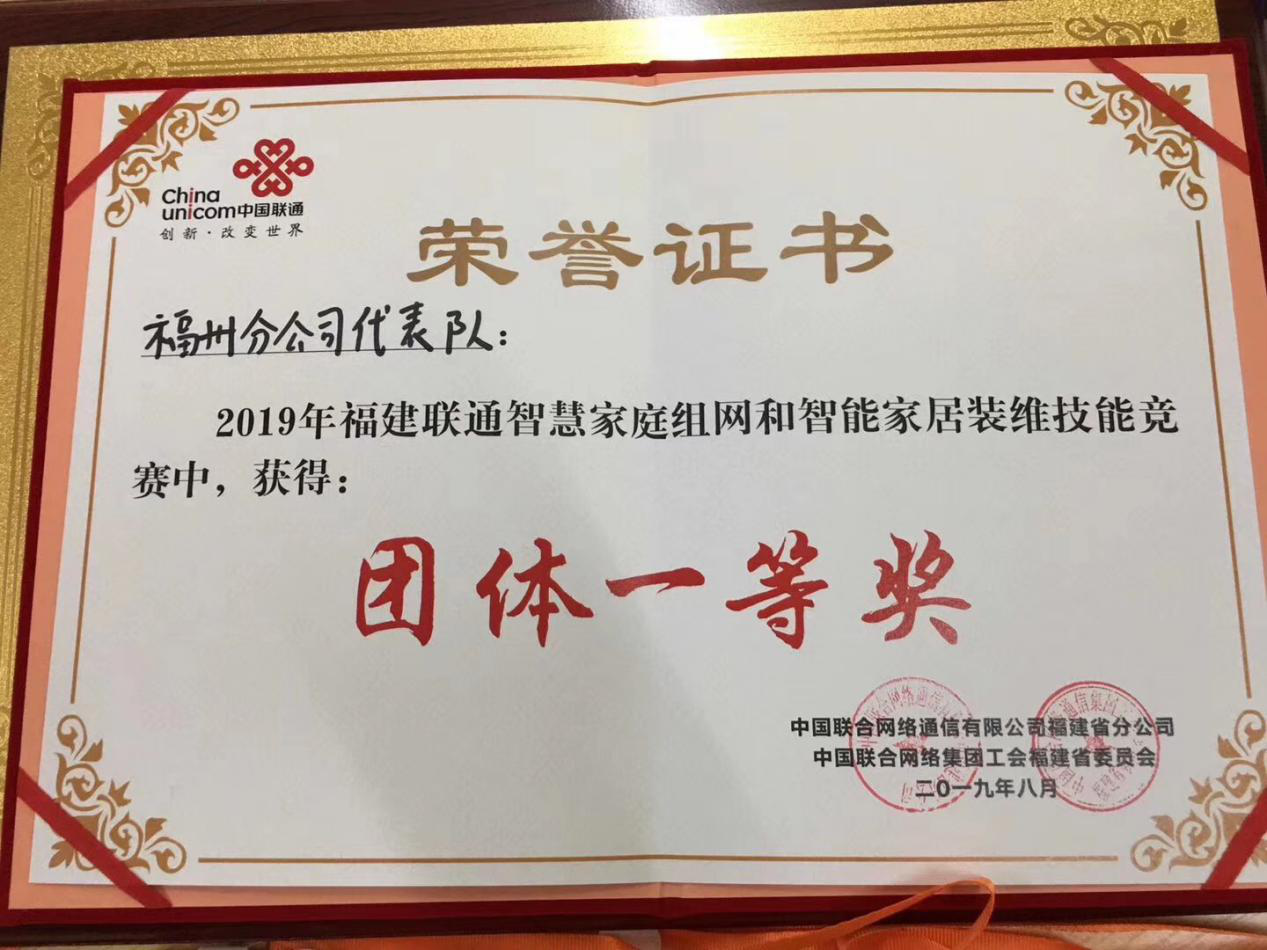 China
unicom中国联通
创新·改变世界
荣誉证书
福州分公司代表队:
2019年福建联通智慧家庭组网和智能家居装维技能竞
赛中，获得:
团体一等奖
中国联合网络通信有限公司福建省分公司
中国联合网络集团工会福建省委员会
二〇一九年八月